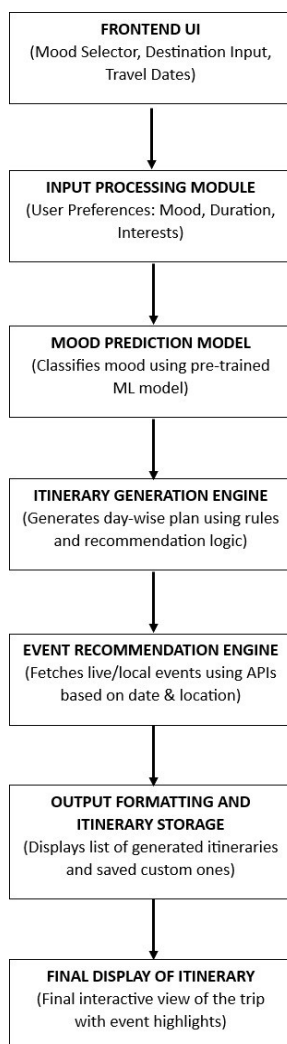 FRONTEND UI
(Mood Selector, Destination Input,
Travel Dates)
INPUT PROCESSING MODULE
(User Preferences: Mood, Duration,
Interests)
MOOD PREDICTION MODEL
(Classifies mood using pre-trained
ML model)
ITINERARY GENERATION ENGINE
(Generates day-wise plan using rules
and recommendation logic)
EVENT RECOMMENDATION ENGINE
(Fetches live/local events using APIs
based on date & location)
OUTPUT FORMATTING AND
ITINERARY STORAGE
(Displays list of generated itineraries
and saved custom ones)
FINAL DISPLAY OF ITINERARY
(Final interactive view of the trip
with event highlights)